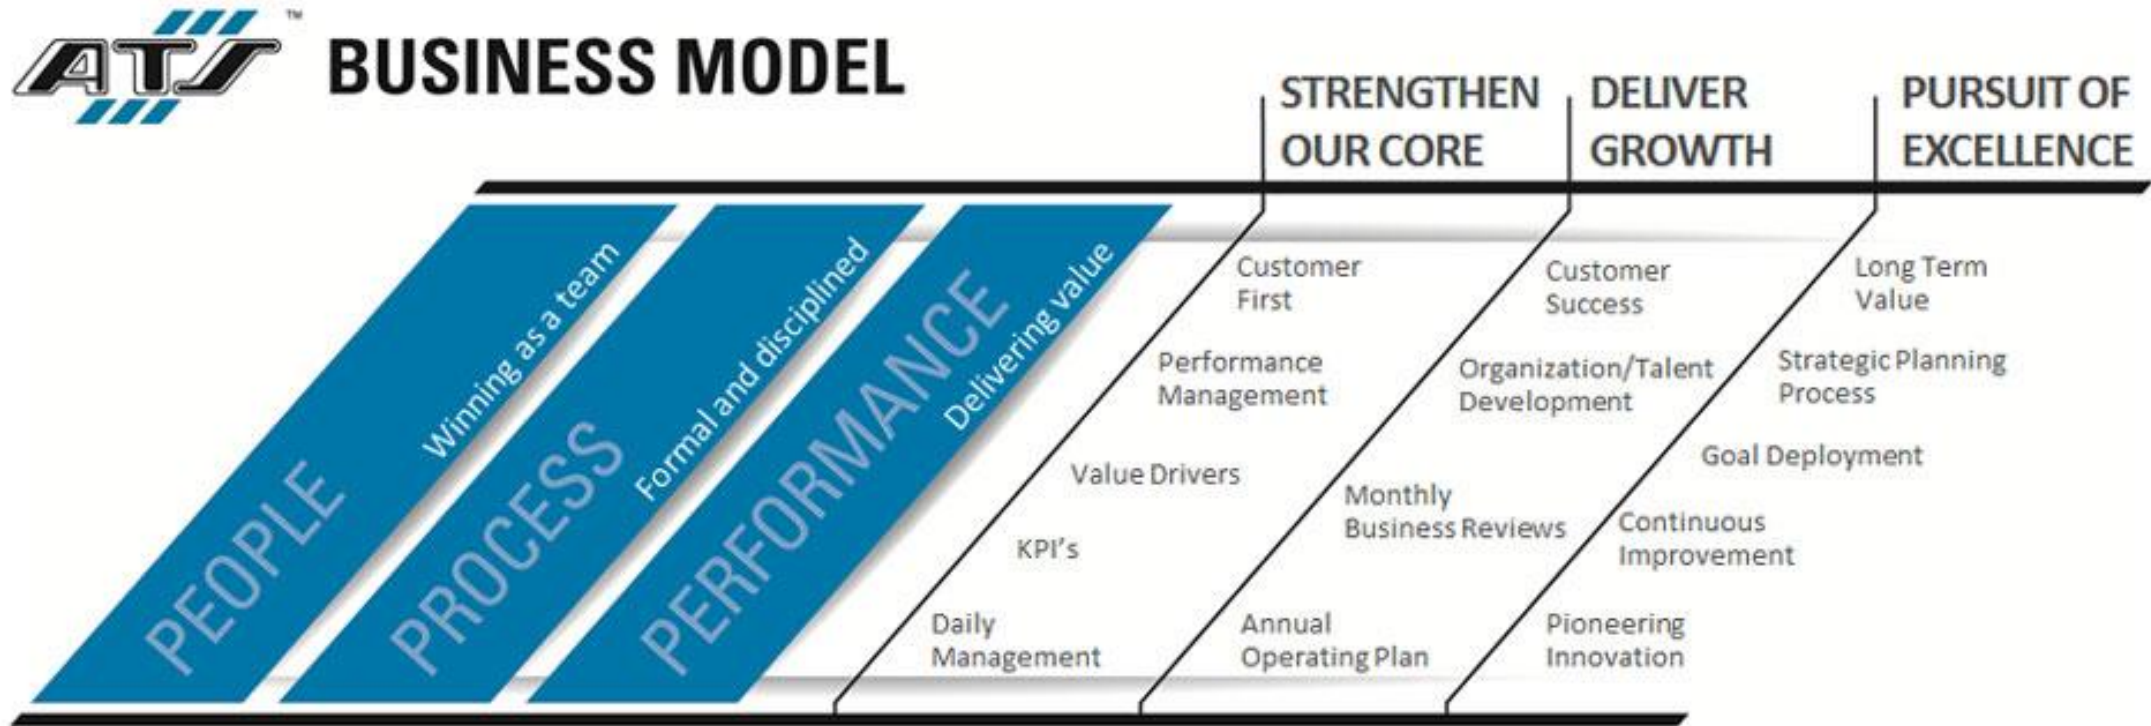 ATS™
BUSINESS MODEL
PEOPLE
Winning as a team
PROCESS
Formal and disciplined
PERFORMANCE
Delivering value
STRENGTHEN
OUR CORE
Customer
First
Performance
Management
Value Drivers
KPI's
Daily
Management
DELIVER
GROWTH
Customer
Success
Organization/Talent
Development
Monthly
Business Reviews
Annual
Operating Plan
PURSUIT OF
EXCELLENCE
Long Term
Value
Strategic Planning
Process
Goal Deployment
Continuous
Improvement
Pioneering
Innovation